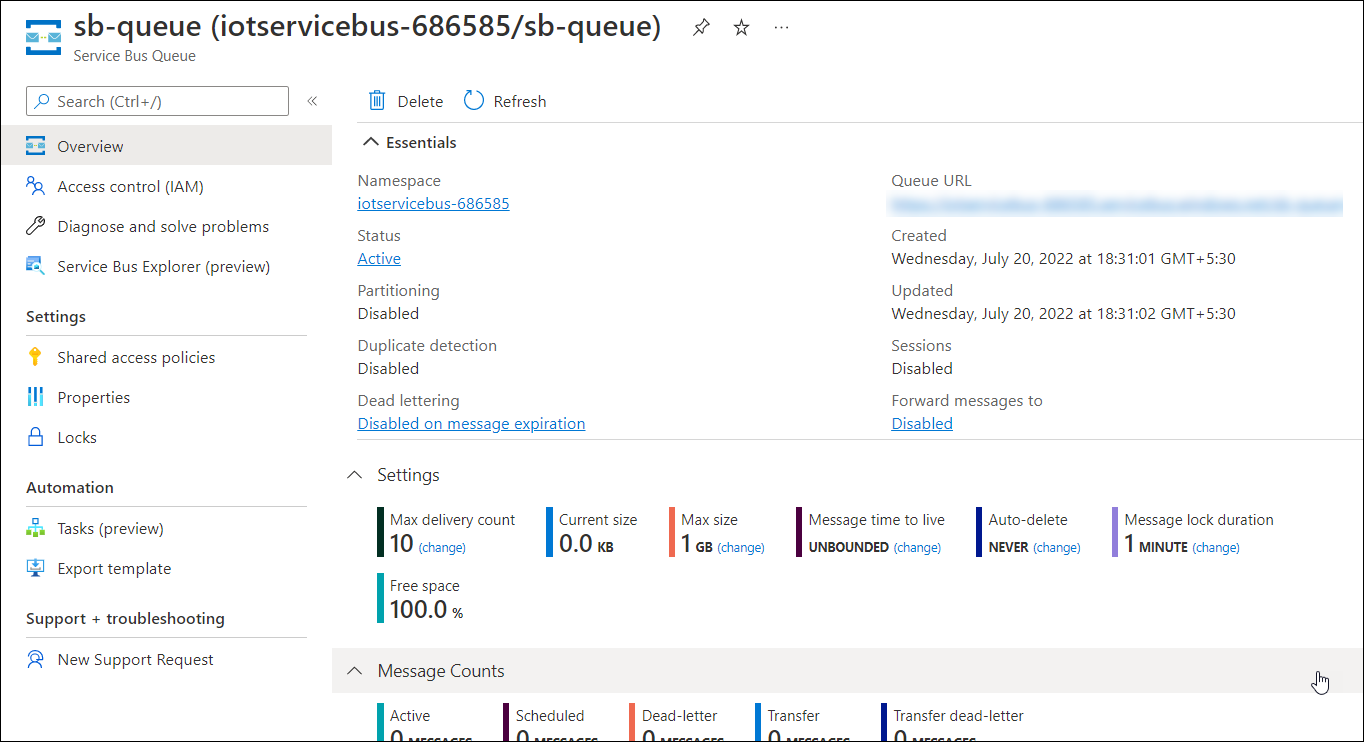 sb-queue (iotservicebus-686585/sb-queue)
Service Bus Queue
Search (Ctrl+/)
Overview
Access control (IAM)
Diagnose and solve problems
Service Bus Explorer (preview)
Settings
Shared access policies
Properties
Locks
Automation
Tasks (preview)
Export template
Support + troubleshooting
New Support Request
Delete Refresh
Essentials
Namespace
iotservicebus-686585
Status
Active
Partitioning
Disabled
Duplicate detection
Disabled
Dead lettering
Disabled on message expiration
Queue URL
Created
Wednesday, July 20, 2022 at 18:31:01 GMT+5:30
Updated
Wednesday, July 20, 2022 at 18:31:02 GMT+5:30
Sessions
Disabled
Forward messages to
Disabled
Settings
Max delivery count
10 (change)
Current size
0.0 KB
Max size
1 GB (change)
Message time to live
UNBOUNDED (change)
Auto-delete
NEVER (change)
Message lock duration
1 MINUTE (change)
Free space
100.0 %
Message Counts
Active
0 MESSAGES
Scheduled
0 MESSAGES
Dead-letter
0 MESSAGES
Transfer
0 MESSAGES
Transfer dead-letter
0 MESSAGES